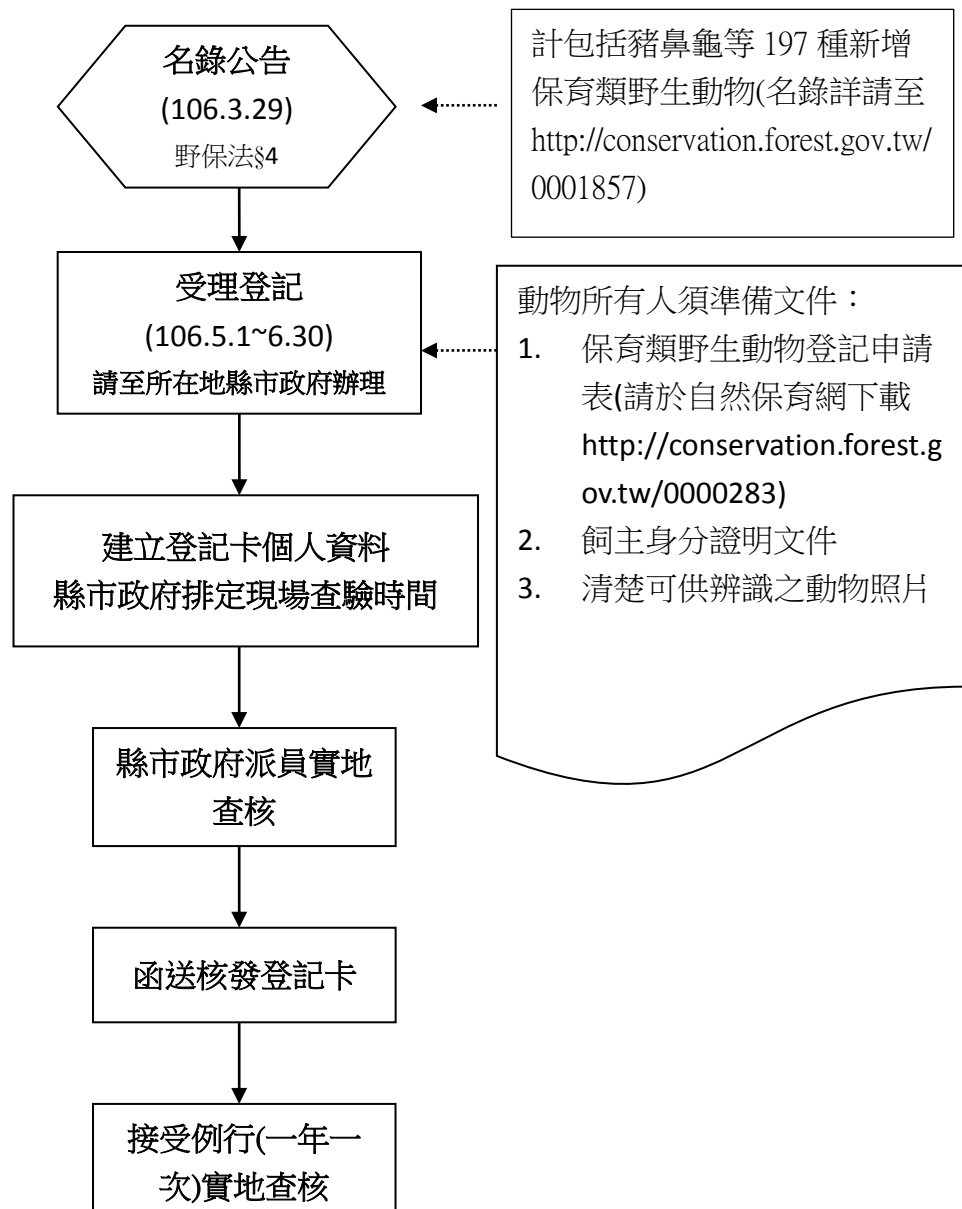 名錄公告
(106.3.29)
野保法§4
計包括豬鼻龜等 197 種新增
保育類野生動物(名錄詳請至
http://conservation.forest.gov.tw/
0001857)
受理登記
(106.5.1~6.30)
請至所在地縣市政府辦理
動物所有人須準備文件：
1. 保育類野生動物登記申請
表(請於自然保育網下載
http://conservation.forest.g
ov.tw/0000283)
2. 飼主身分證明文件
3. 清楚可供辨識之動物照片
建立登記卡個人資料
縣市政府排定現場查驗時間
縣市政府派員實地
查核
函送核發登記卡
接受例行(一年一
次)實地查核